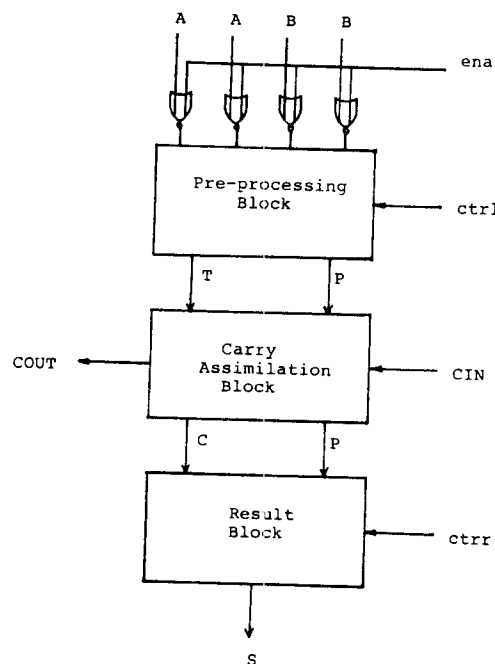 A A B B
ena
Pre-processing
Block
ctrl
T P
Carry
Assimilation
Block
COUT
CIN
C P
Result
Block
ctrr
S